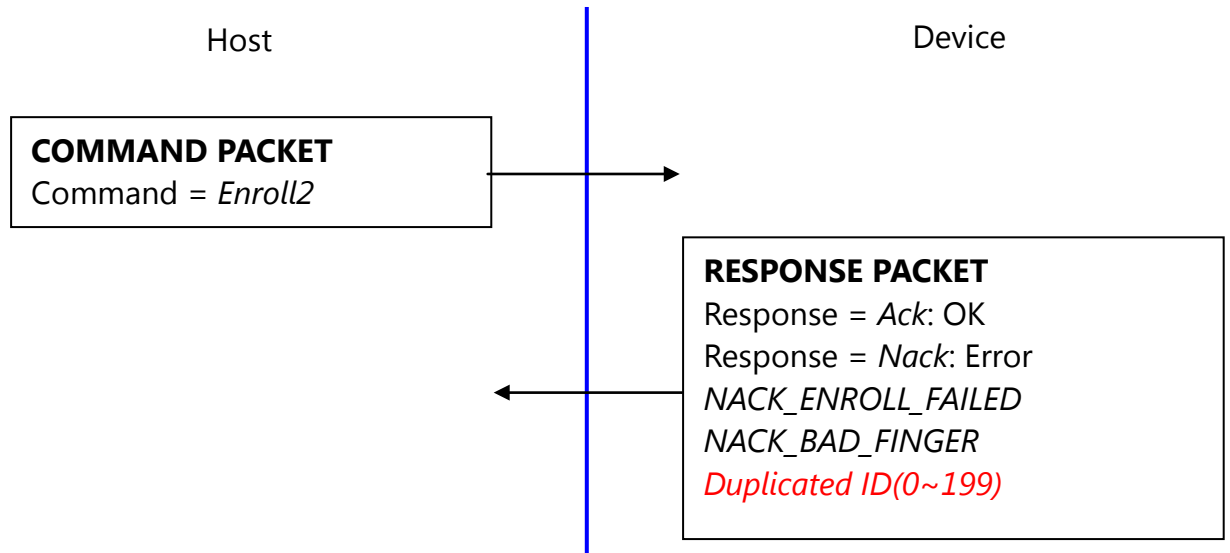 Host
Device
COMMAND PACKET
Command = Enroll2
RESPONSE PACKET
Response = Ack: OK
Response = Nack: Error
NACK_ENROLL_FAILED
NACK_BAD_FINGER
Duplicated ID(0~199)